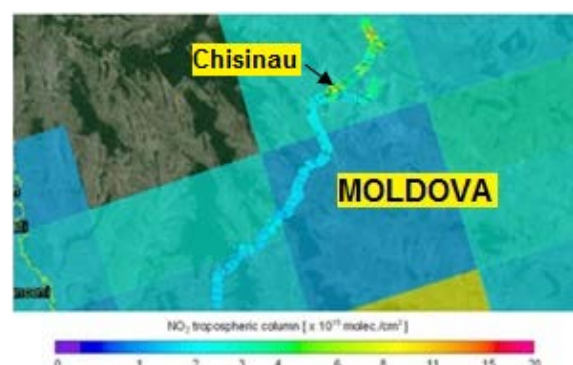 Chisinau
MOLDOVA
NO₂ tropospheric column [ x 10¹⁵ molec./cm² ]
0 1 2 3 4 6 8 11 15 20